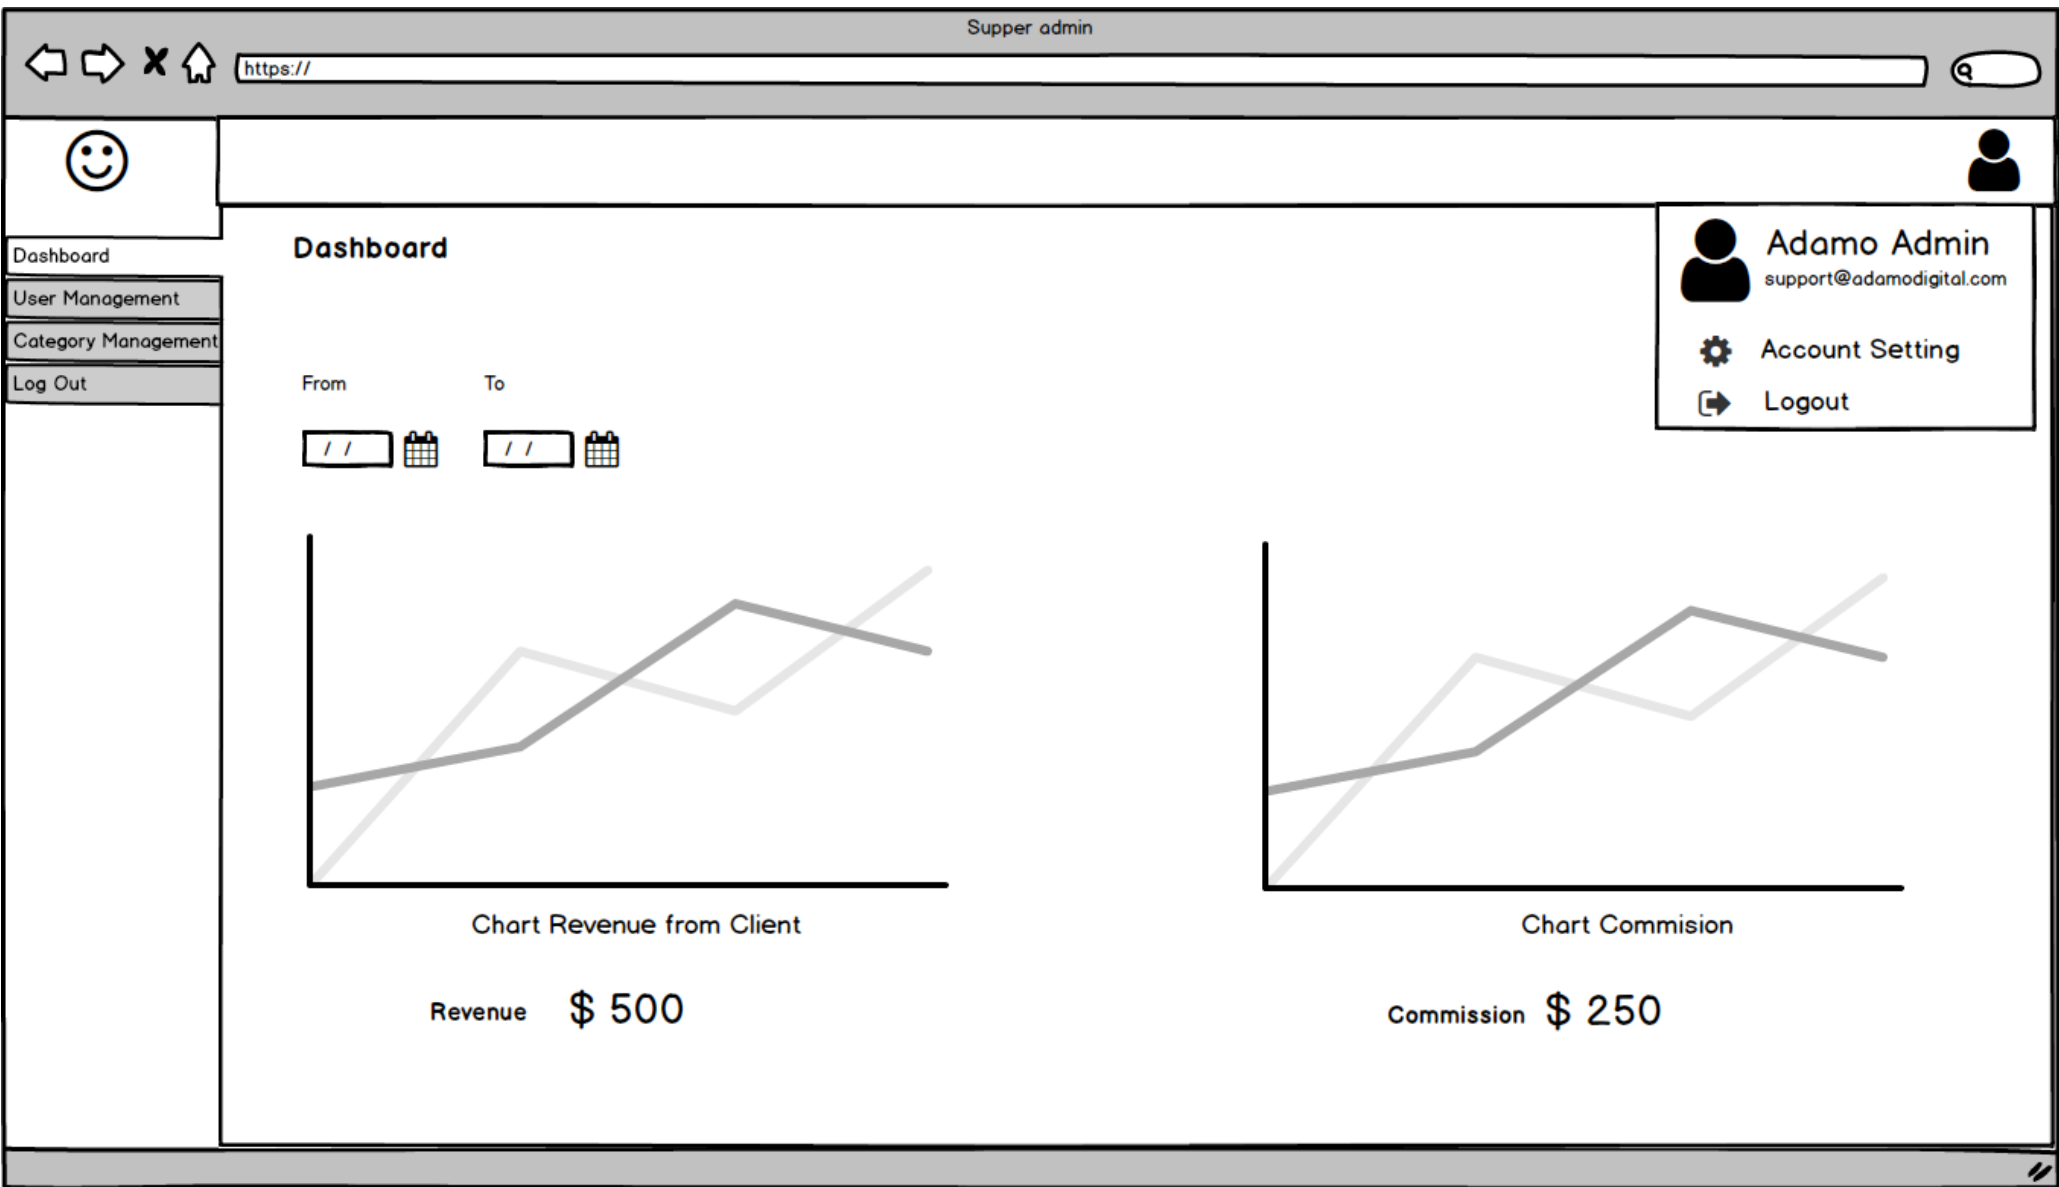 Supper admin
https://
Dashboard
User Management
Category Management
Log Out
Dashboard
Adamo Admin
support@adamodigital.com
Account Setting
Logout
From To
/ / / /
Chart Revenue from Client
Chart Commision
Revenue $ 500
Commission $ 250